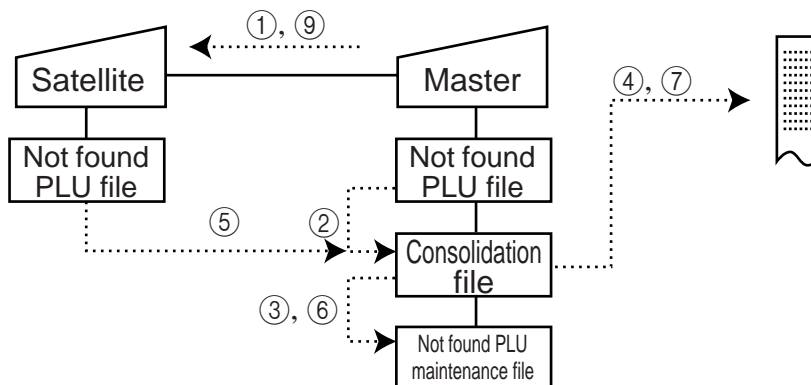 ①, ⑨
Satellite
Master
④, ⑦
Not found
PLU file
Not found
PLU file
⑤
②
Consolidation
file
③, ⑥
Not found PLU
maintenance file